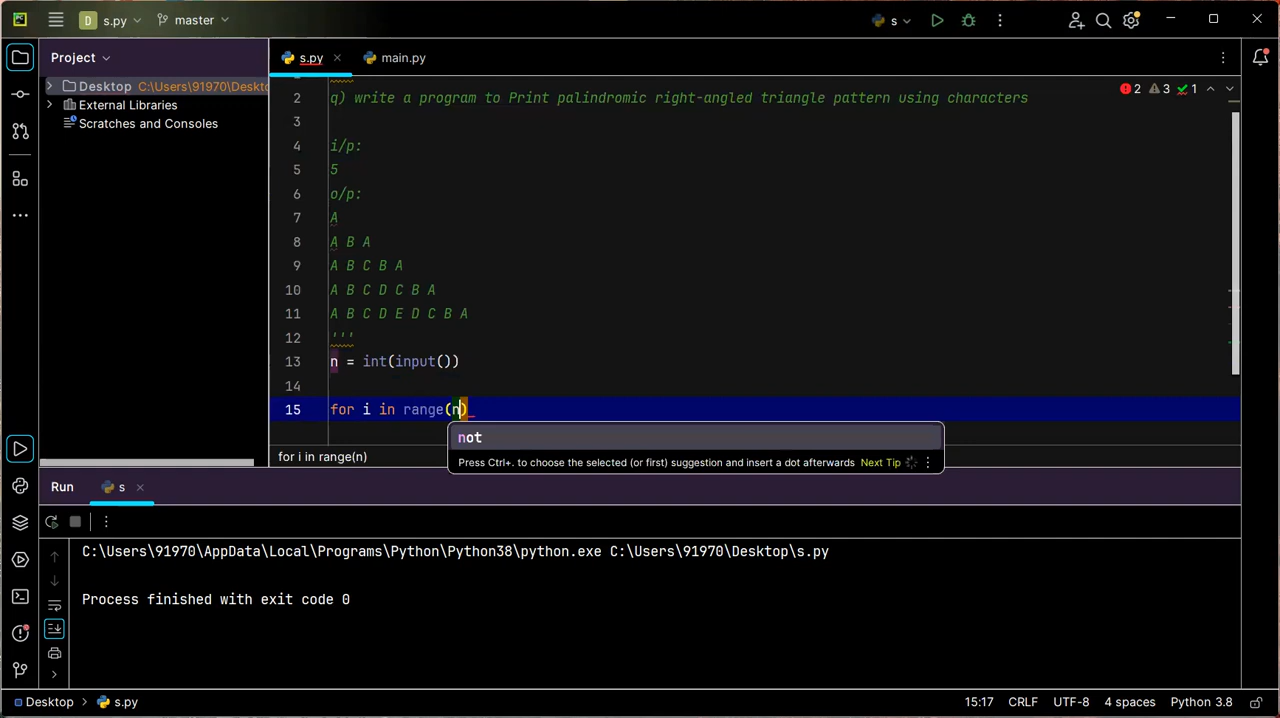 D s.py master s
Project
s.py main.py
Desktop C:\Users\91970\Deskto
External Libraries
Scratches and Consoles
2 q) write a program to Print palindromic right-angled triangle pattern using characters
2 3 1
3
4 i/p:
5 5
6 o/p:
7 A
8 A B A
9 A B C B A
10 A B C D C B A
11 A B C D E D C B A
12 '''
13 n = int(input())
14
15 for i in range(n)
not
Press Ctrl+. to choose the selected (or first) suggestion and insert a dot afterwards Next Tip
for i in range(n)
Run s
C:\Users\91970\AppData\Local\Programs\Python\Python38\python.exe C:\Users\91970\Desktop\s.py
Process finished with exit code 0
Desktop s.py 15:17 CRLF UTF-8 4 spaces Python 3.8